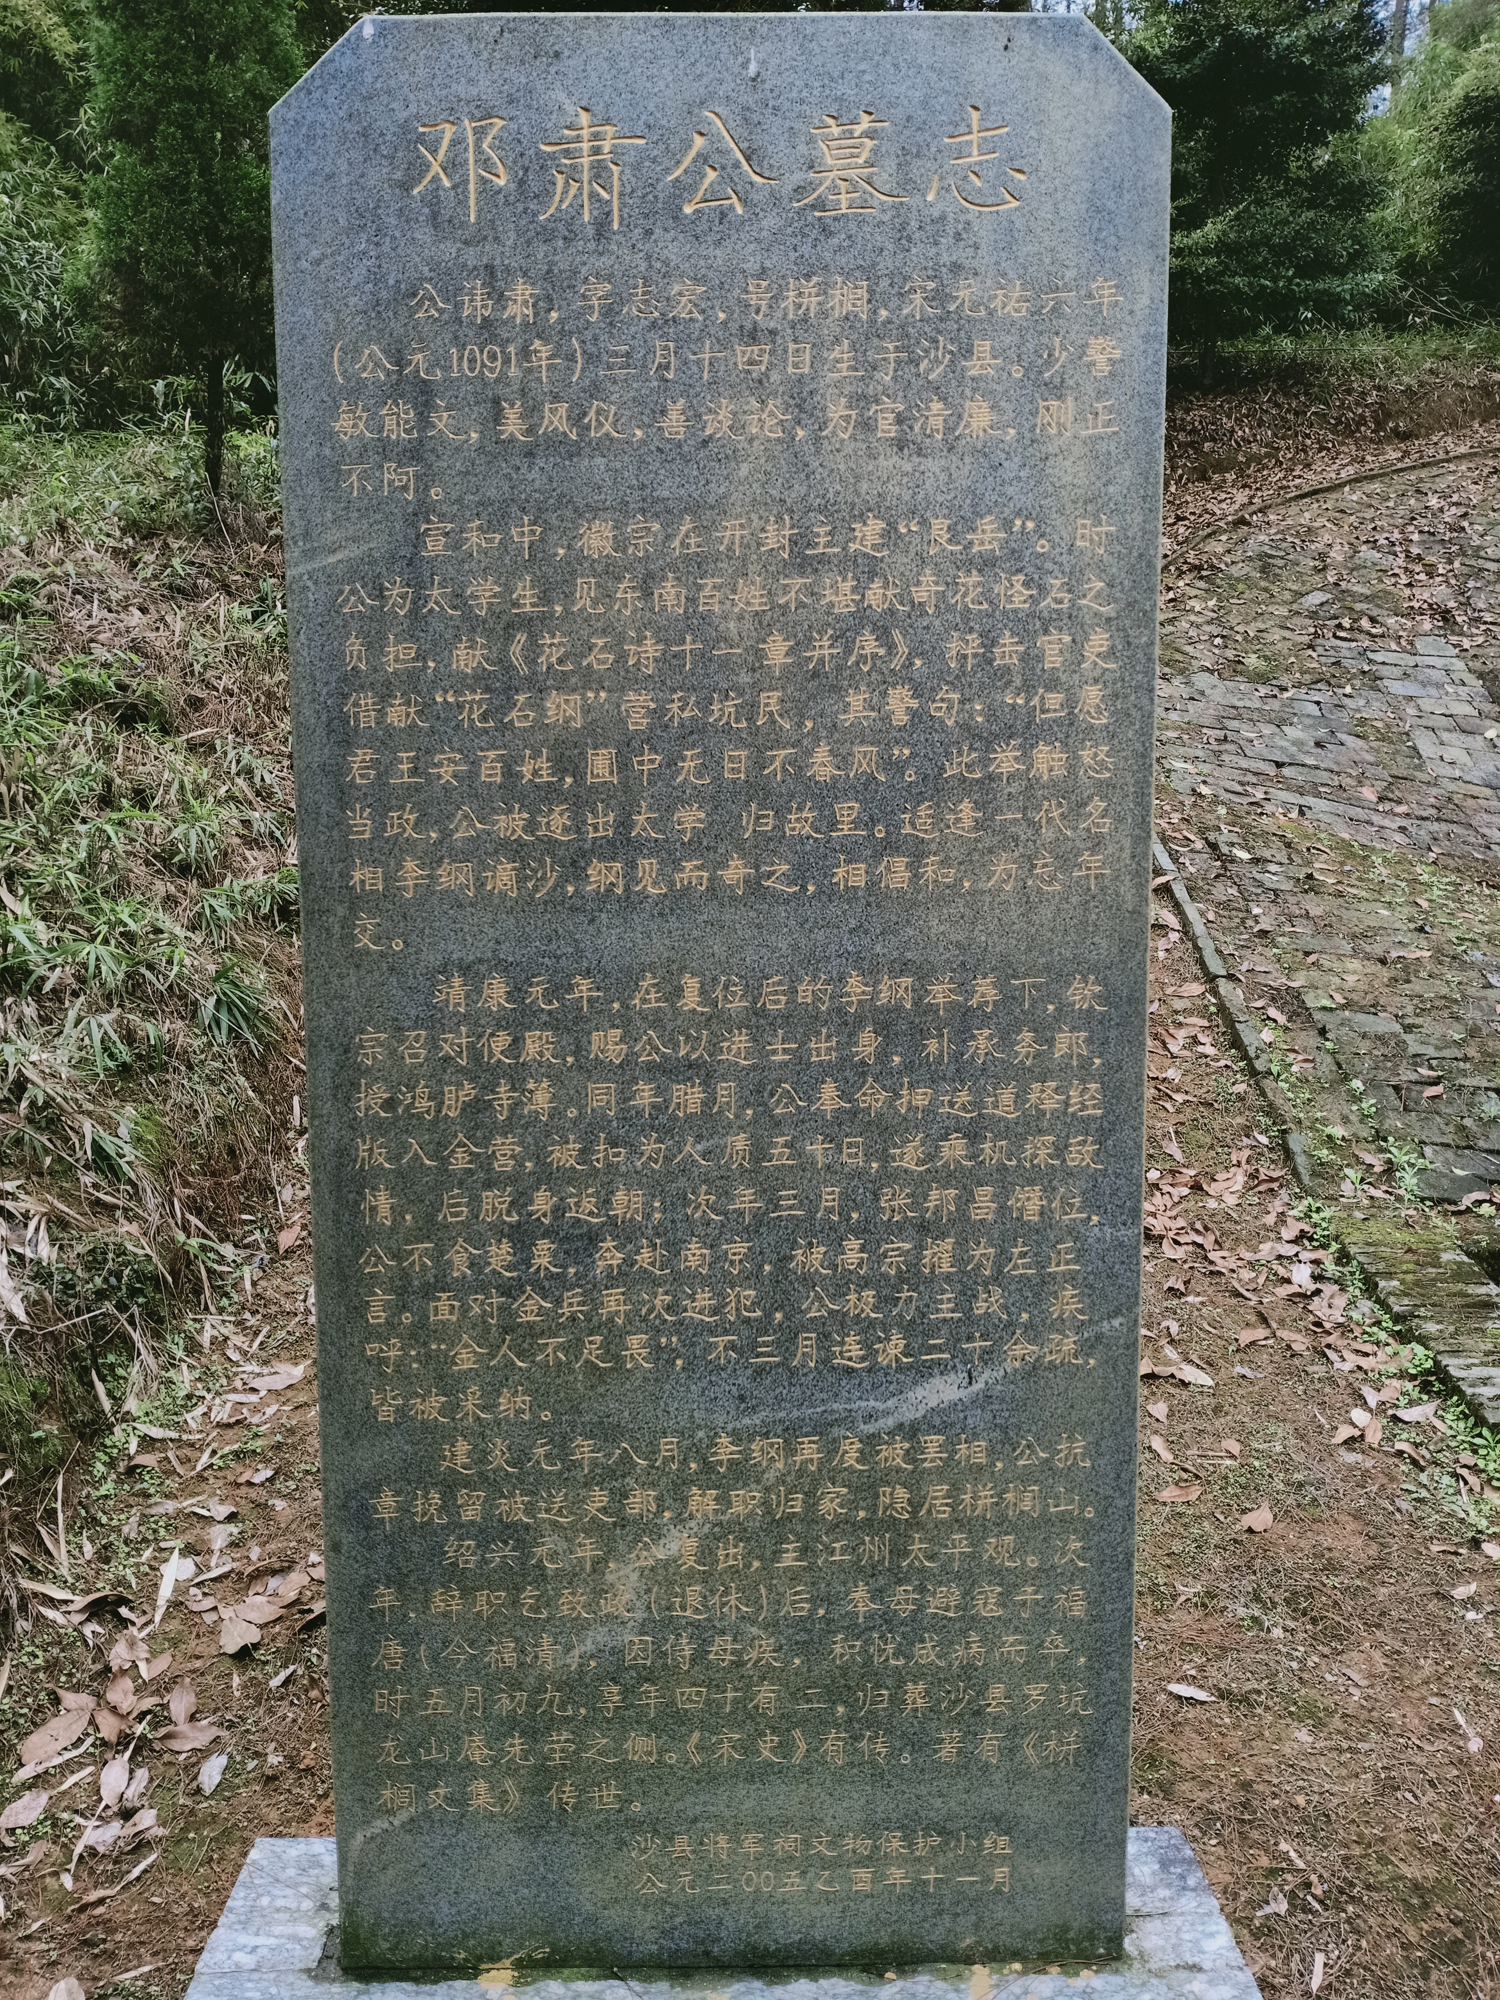 邓肃公墓志
公讳肃，字志宏，号栟榈，宋元祐六年
（公元1091年）三月十四日生于沙县。少警
敏能文，美风仪，善谈论，为官清廉，刚正
不阿。
宣和中，徽宗在开封主建“艮岳”。时
公为太学生，见东南百姓不堪献奇花怪石之
负担，献《花石诗十一章并序》，抨击官吏
借献“花石纲”营私坑民，其警句：“但愿
君王安百姓，圃中无日不春风”。此举触怒
当政，公被逐出太学 归故里。适逢一代名
相李纲谪沙，纲见而奇之，相倡和，为忘年
交。
靖康元年，在复位后的李纲举荐下，钦
宗召对便殿，赐公以进士出身，补承务郎，
授鸿胪寺簿。同年腊月，公奉命押送道释经
版入金营，被扣为人质五十日，遂乘机探敌
情，后脱身返朝；次年三月，张邦昌僭位，
公不食楚粟，奔赴南京，被高宗擢为左正
言。面对金兵再次进犯，公极力主战，疾
呼：“金人不足畏”，不三月连谏二十余疏，
皆被采纳。
建炎元年八月，李纲再度被罢相，公抗
章挽留被送吏部，解职归家，隐居栟榈山。
绍兴元年，公复出，主江州太平观。次
年，辞职乞致政（退休）后，奉母避寇于福
唐（今福清），因侍母疾，积忧成病而卒，
时五月初九，享年四十有二，归葬沙县罗坑
龙山庵先茔之侧。《宋史》有传。著有《栟
榈文集》传世。
沙县将军祠文物保护小组
公元二00五乙酉年十一月